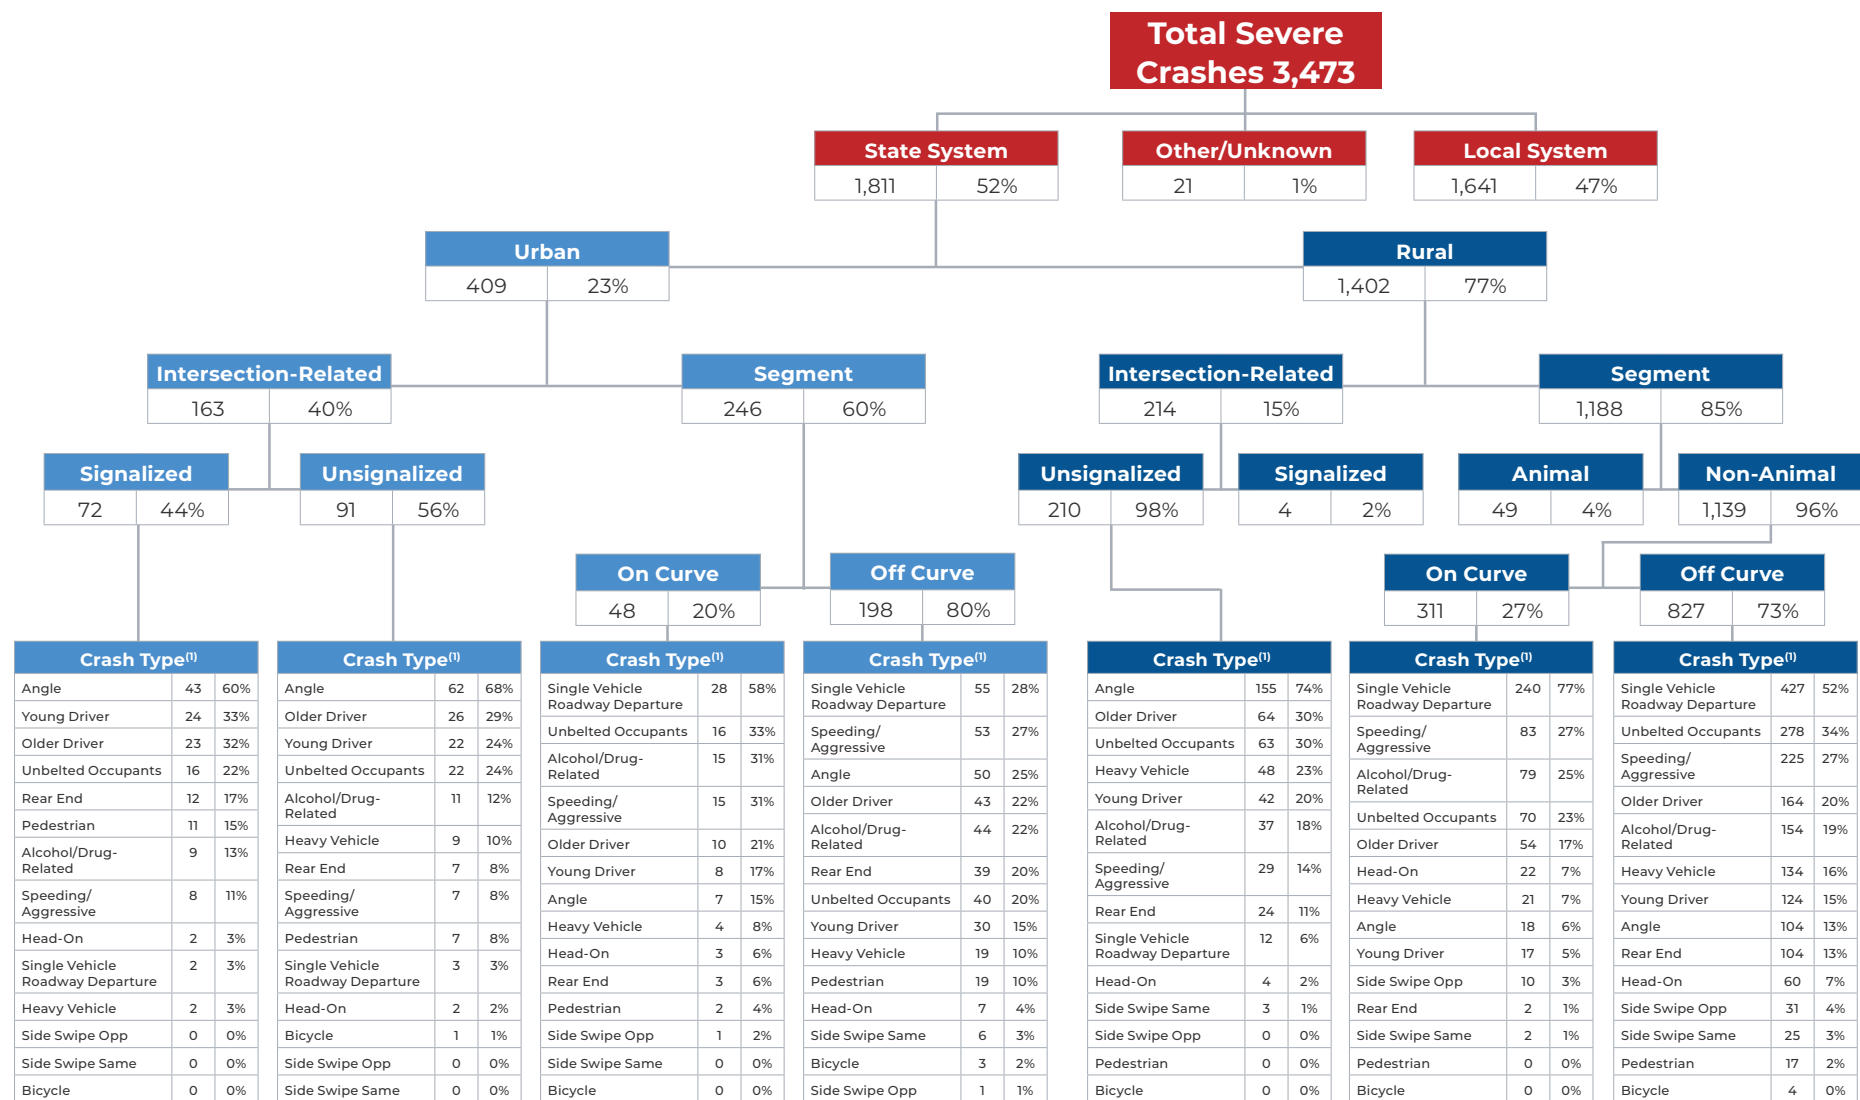 Total Severe
Crashes 3,473
State System
1,811 52%
Other/Unknown
21 1%
Local System
1,641 47%
Urban
409 23%
Rural
1,402 77%
Intersection-Related
163 40%
Segment
246 60%
Intersection-Related
214 15%
Segment
1,188 85%
Signalized
72 44%
Unsignalized
91 56%
Unsignalized
210 98%
Signalized
4 2%
Animal
49 4%
Non-Animal
1,139 96%
On Curve
48 20%
Off Curve
198 80%
On Curve
311 27%
Off Curve
827 73%
Crash Type(1)
Angle 43 60%
Young Driver 24 33%
Older Driver 23 32%
Unbelted Occupants 16 22%
Rear End 12 17%
Pedestrian 11 15%
Alcohol/Drug- 9 13%
Related
Speeding/ 8 11%
Aggressive
Head-On 2 3%
Single Vehicle 2 3%
Roadway Departure
Heavy Vehicle 2 3%
Side Swipe Opp 0 0%
Side Swipe Same 0 0%
Bicycle 0 0%
Crash Type(1)
Angle 62 68%
Older Driver 26 29%
Young Driver 22 24%
Unbelted Occupants 22 24%
Alcohol/Drug- 11 12%
Related
Heavy Vehicle 9 10%
Rear End 7 8%
Speeding/ 7 8%
Aggressive
Pedestrian 7 8%
Single Vehicle 3 3%
Roadway Departure
Head-On 2 2%
Bicycle 1 1%
Side Swipe Opp 0 0%
Side Swipe Same 0 0%
Crash Type(1)
Single Vehicle 28 58%
Roadway Departure
Unbelted Occupants 16 33%
Alcohol/Drug- 15 31%
Related
Speeding/ 15 31%
Aggressive
Older Driver 10 21%
Young Driver 8 17%
Angle 7 15%
Heavy Vehicle 4 8%
Head-On 3 6%
Rear End 3 6%
Pedestrian 2 4%
Side Swipe Opp 1 2%
Side Swipe Same 0 0%
Bicycle 0 0%
Crash Type(1)
Single Vehicle 55 28%
Roadway Departure
Speeding/ 53 27%
Aggressive
Angle 50 25%
Older Driver 43 22%
Alcohol/Drug- 44 22%
Related
Rear End 39 20%
Unbelted Occupants 40 20%
Young Driver 30 15%
Heavy Vehicle 19 10%
Pedestrian 19 10%
Head-On 7 4%
Side Swipe Same 6 3%
Bicycle 3 2%
Side Swipe Opp 1 1%
Crash Type(1)
Angle 155 74%
Older Driver 64 30%
Unbelted Occupants 63 30%
Heavy Vehicle 48 23%
Young Driver 42 20%
Alcohol/Drug- 37 18%
Related
Speeding/ 29 14%
Aggressive
Rear End 24 11%
Single Vehicle 12 6%
Roadway Departure
Head-On 4 2%
Side Swipe Same 3 1%
Side Swipe Opp 0 0%
Pedestrian 0 0%
Bicycle 0 0%
Crash Type(1)
Single Vehicle 240 77%
Roadway Departure
Speeding/ 83 27%
Aggressive
Alcohol/Drug- 79 25%
Related
Unbelted Occupants 70 23%
Older Driver 54 17%
Head-On 22 7%
Heavy Vehicle 21 7%
Angle 18 6%
Young Driver 17 5%
Side Swipe Opp 10 3%
Rear End 2 1%
Side Swipe Same 2 1%
Pedestrian 0 0%
Bicycle 0 0%
Crash Type(1)
Single Vehicle 427 52%
Roadway Departure
Unbelted Occupants 278 34%
Speeding/ 225 27%
Aggressive
Older Driver 164 20%
Alcohol/Drug- 154 19%
Related
Heavy Vehicle 134 16%
Young Driver 124 15%
Angle 104 13%
Rear End 104 13%
Head-On 60 7%
Side Swipe Opp 31 4%
Side Swipe Same 25 3%
Pedestrian 17 2%
Bicycle 4 0%